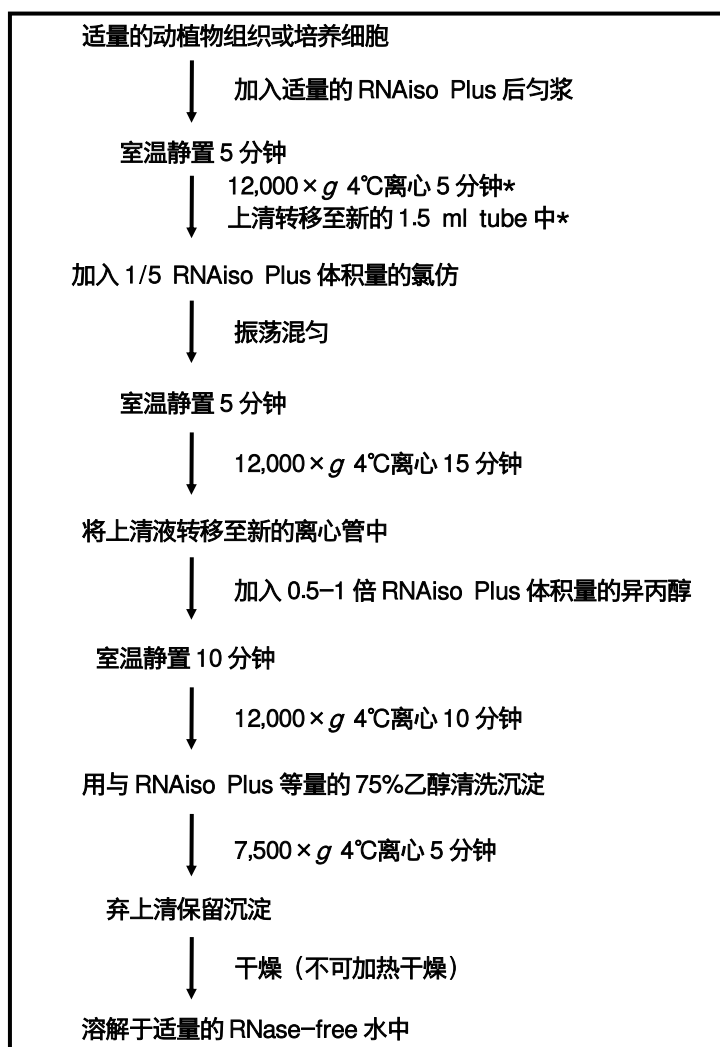 适量的动植物组织或培养细胞
加入适量的 RNAiso Plus 后匀浆
室温静置 5 分钟
12,000×g 4℃离心 5 分钟*
上清转移至新的 1.5 ml tube 中*
加入 1/5 RNAiso Plus 体积量的氯仿
振荡混匀
室温静置 5 分钟
12,000×g 4℃离心 15 分钟
将上清液转移至新的离心管中
加入 0.5-1 倍 RNAiso Plus 体积量的异丙醇
室温静置 10 分钟
12,000×g 4℃离心 10 分钟
用与 RNAiso Plus 等量的 75%乙醇清洗沉淀
7,500×g 4℃离心 5 分钟
弃上清保留沉淀
干燥（不可加热干燥）
溶解于适量的 RNase-free 水中